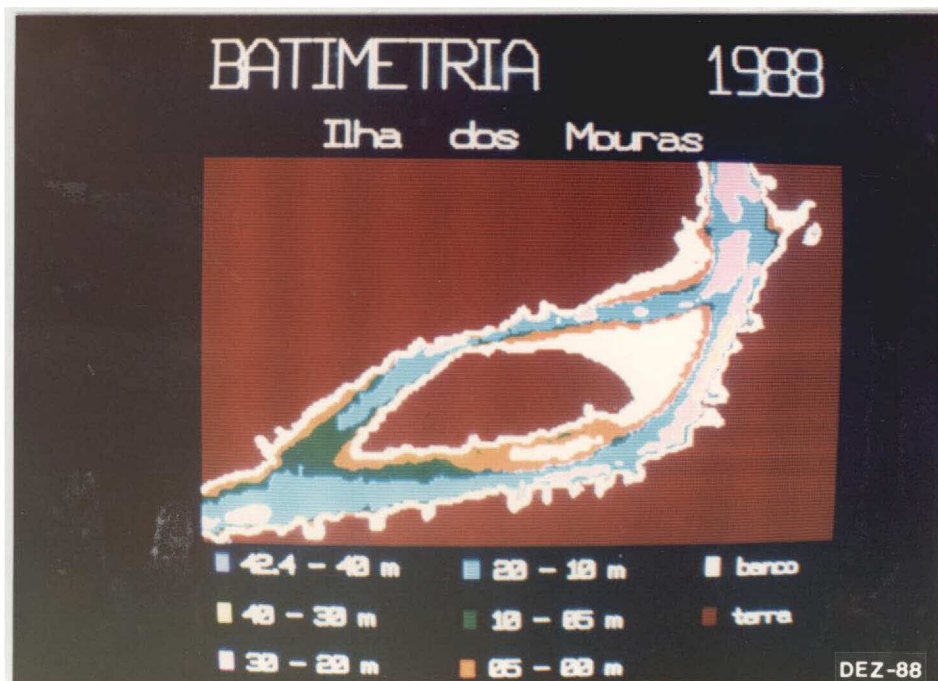 BATIMETRIA 1988
Ilha dos Mouras
42.4 - 40 m
20 - 10 m
banco
40 - 30 m
10 - 05 m
terra
30 - 20 m
05 - 00 m
DEZ-88